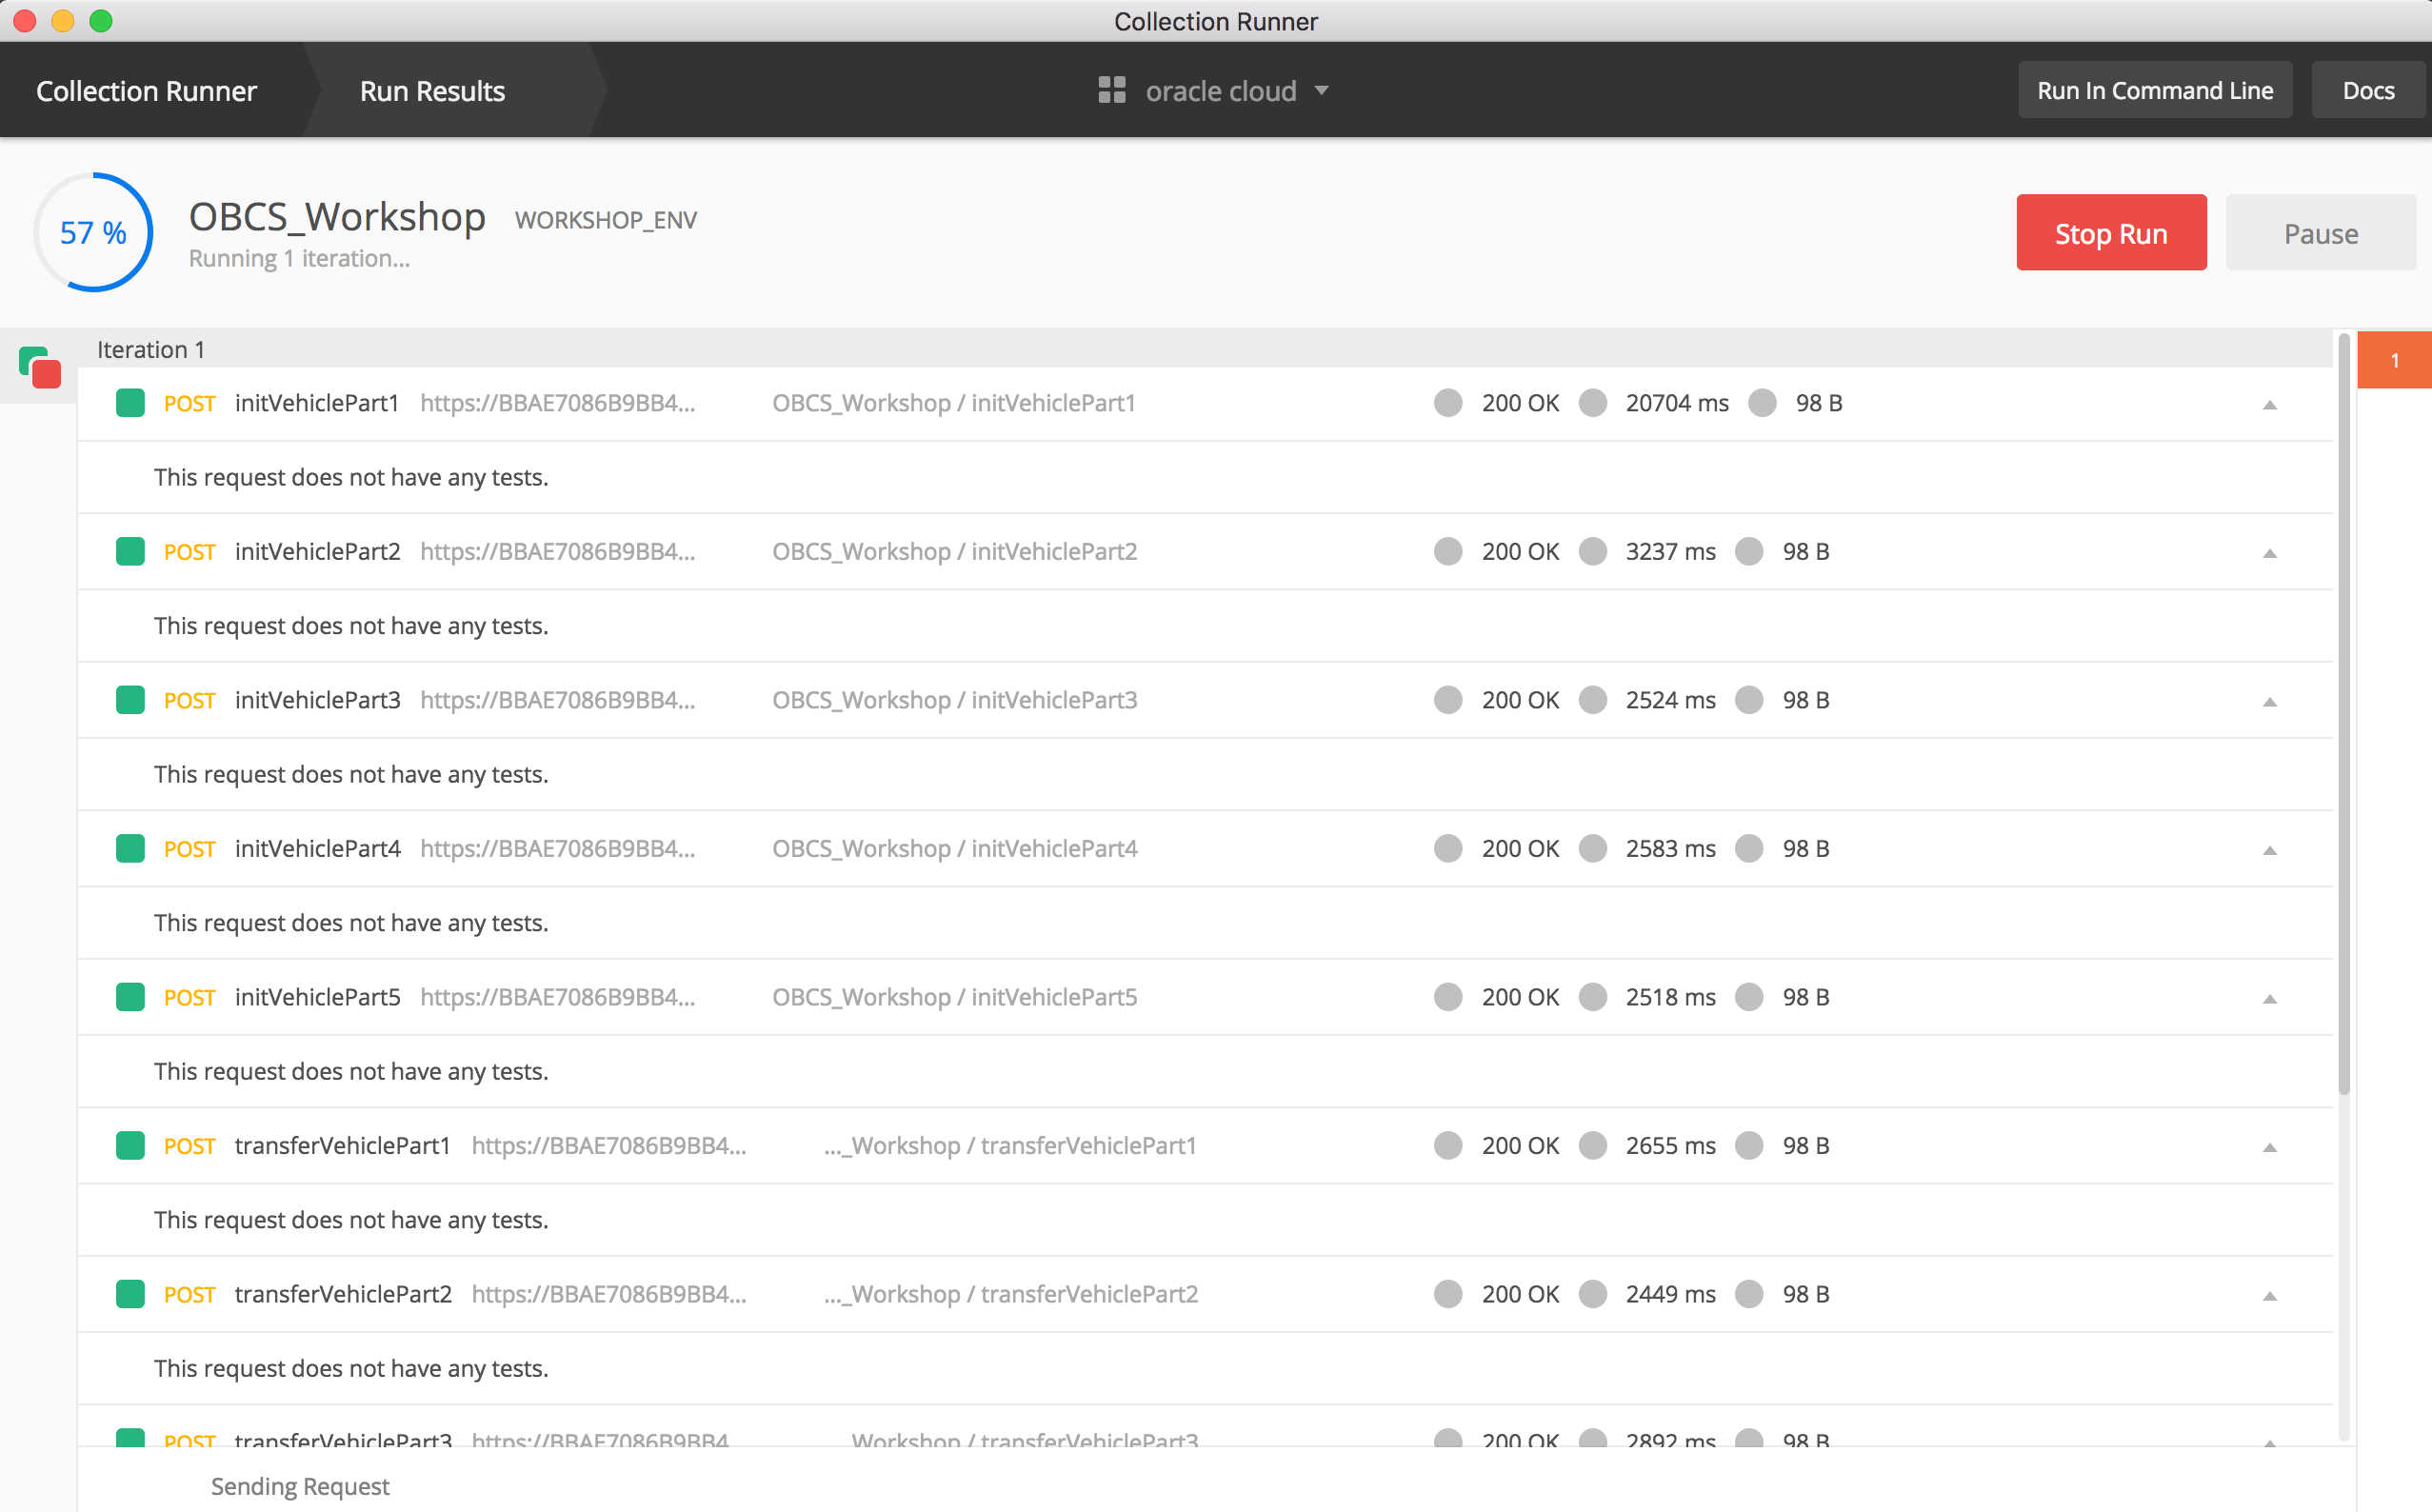 Collection Runner
Collection Runner Run Results oracle cloud Run In Command Line Docs
57 % OBCS_Workshop WORKSHOP_ENV Stop Run Pause
Running 1 iteration...
Iteration 1 1
POST initVehiclePart1 https://BBAE7086B9BB4... OBCS_Workshop / initVehiclePart1 200 OK 20704 ms 98 B
This request does not have any tests.
POST initVehiclePart2 https://BBAE7086B9BB4... OBCS_Workshop / initVehiclePart2 200 OK 3237 ms 98 B
This request does not have any tests.
POST initVehiclePart3 https://BBAE7086B9BB4... OBCS_Workshop / initVehiclePart3 200 OK 2524 ms 98 B
This request does not have any tests.
POST initVehiclePart4 https://BBAE7086B9BB4... OBCS_Workshop / initVehiclePart4 200 OK 2583 ms 98 B
This request does not have any tests.
POST initVehiclePart5 https://BBAE7086B9BB4... OBCS_Workshop / initVehiclePart5 200 OK 2518 ms 98 B
This request does not have any tests.
POST transferVehiclePart1 https://BBAE7086B9BB4... ..._Workshop / transferVehiclePart1 200 OK 2655 ms 98 B
This request does not have any tests.
POST transferVehiclePart2 https://BBAE7086B9BB4... ..._Workshop / transferVehiclePart2 200 OK 2449 ms 98 B
This request does not have any tests.
POST transferVehiclePart3 https://BBAE7086B9BB4 Workshop / transferVehiclePart3 200 OK 2892 ms 98 B
Sending Request